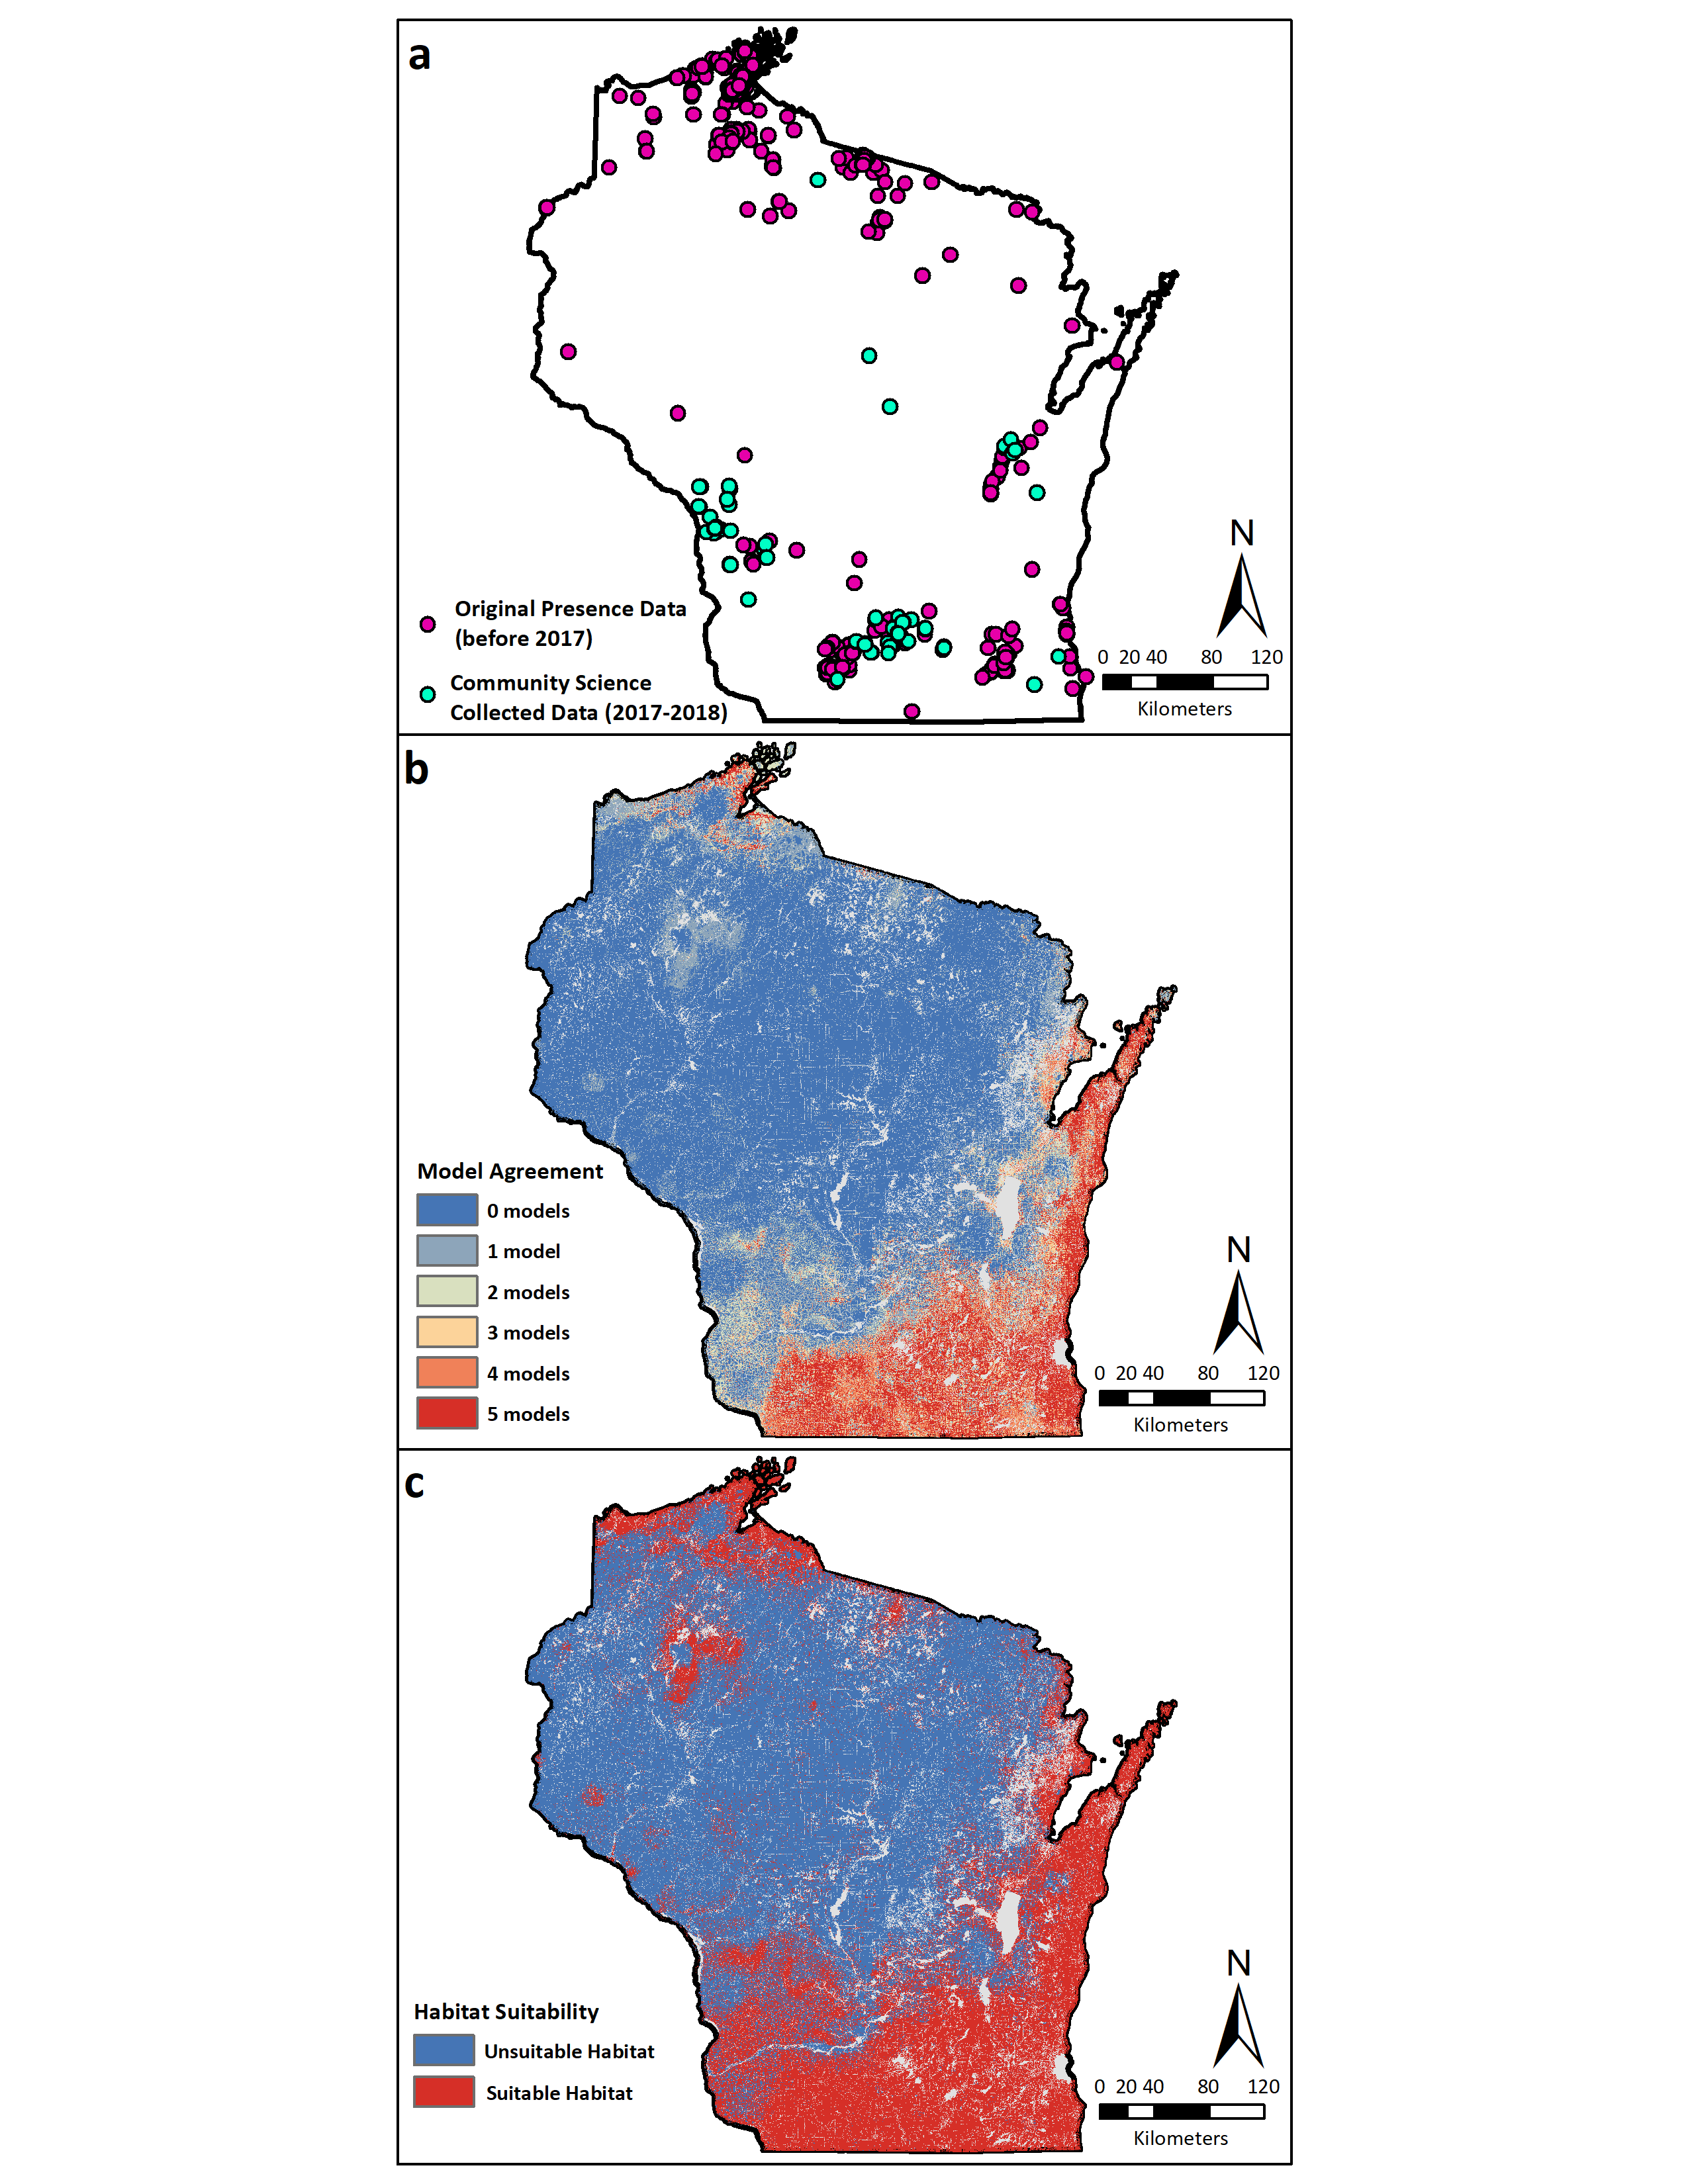 a
N
Original Presence Data
(before 2017)
Community Science
Collected Data (2017-2018)
0 20 40 80 120
Kilometers
b
Model Agreement
0 models
1 model
2 models
3 models
4 models
5 models
N
0 20 40 80 120
Kilometers
c
Habitat Suitability
Unsuitable Habitat
Suitable Habitat
N
0 20 40 80 120
Kilometers